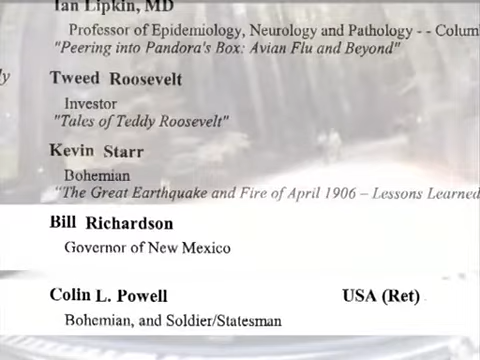 Ian Lipkin, MD
Professor of Epidemiology, Neurology and Pathology - - Colum
"Peering into Pandora's Box: Avian Flu and Beyond"
ly
Tweed Roosevelt
Investor
"Tales of Teddy Roosevelt"
Kevin Starr
Bohemian
"The Great Earthquake and Fire of April 1906 – Lessons Learned
Bill Richardson
Governor of New Mexico
Colin L. Powell USA (Ret)
Bohemian, and Soldier/Statesman